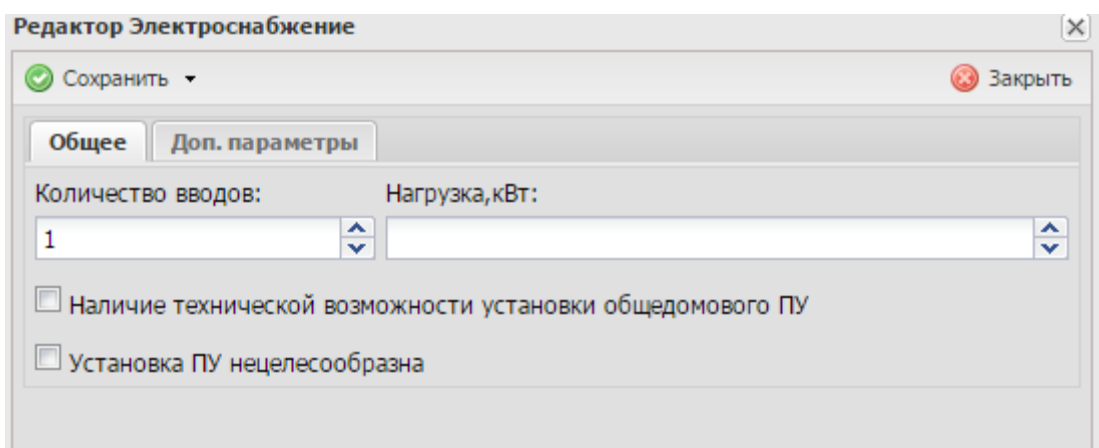 Редактор Электроснабжение
Сохранить Закрыть
Общее Доп. параметры
Количество вводов: Нагрузка,кВт:
1
Наличие технической возможности установки общедомового ПУ
Установка ПУ нецелесообразна